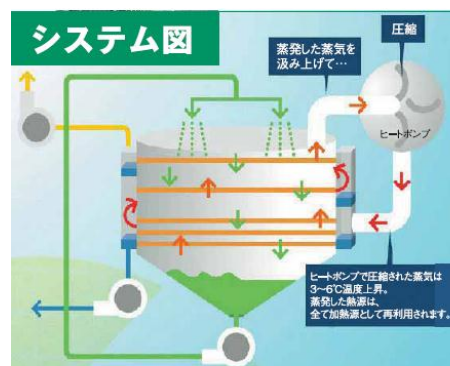 システム図
蒸発した蒸気を
汲み上げて…
圧縮
ヒートポンプ
ヒートポンプで圧縮された蒸気は
3〜6℃温度上昇。
蒸発した熱源は、
全て加熱源として再利用されます。